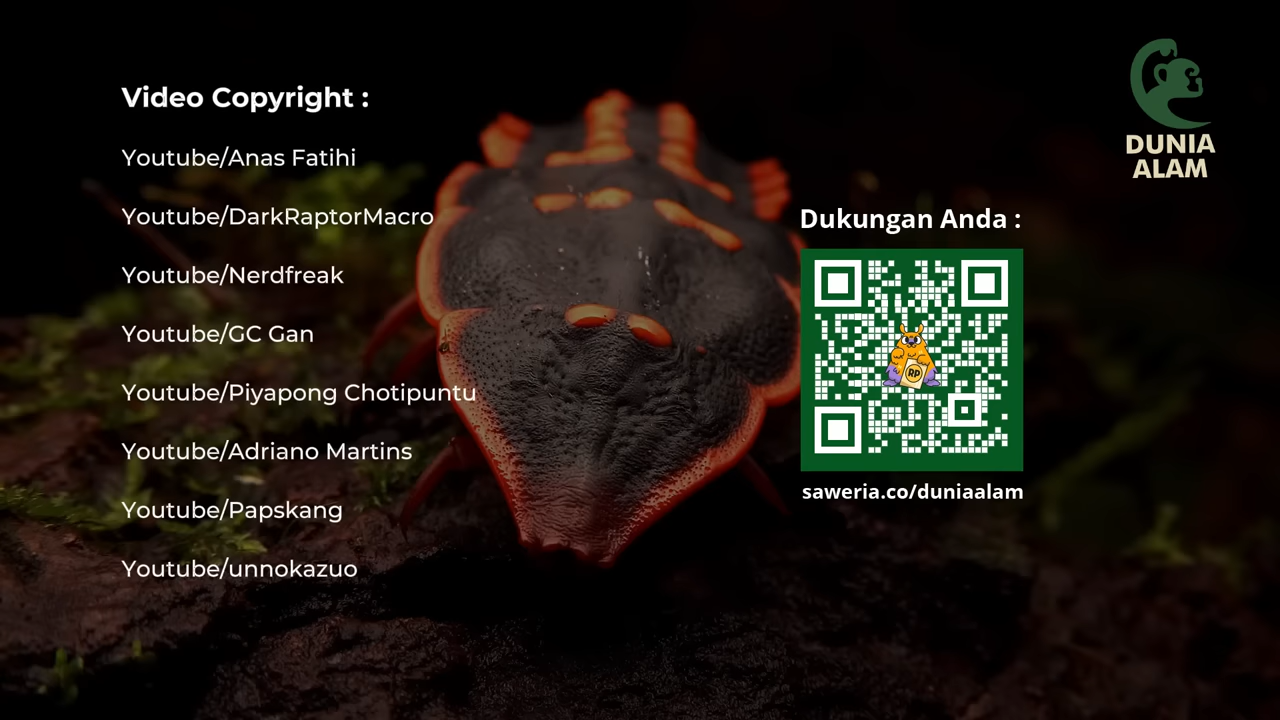 Video Copyright :
Youtube/Anas Fatihi
Youtube/DarkRaptorMacro
Youtube/Nerdfreak
Youtube/GC Gan
Youtube/Piyapong Chotipuntu
Youtube/Adriano Martins
Youtube/Papskang
Youtube/unnokazuo
DUNIA
ALAM
Dukungan Anda :
RP
saweria.co/duniaalam